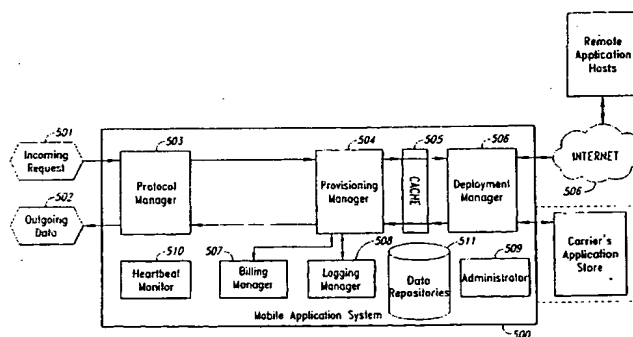 Remote
Application
Hosts
501
Incoming
Request
502
Outgoing
Data
503
Protocol
Manager
504
Provisioning
Manager
505
CACHE
506
Deployment
Manager
INTERNET
506
Carrier's
Application
Store
510
Heartbeat
Monitor
507
Billing
Manager
508
Logging
Manager
511
Data
Repositories
509
Administrator
Mobile Application System
500